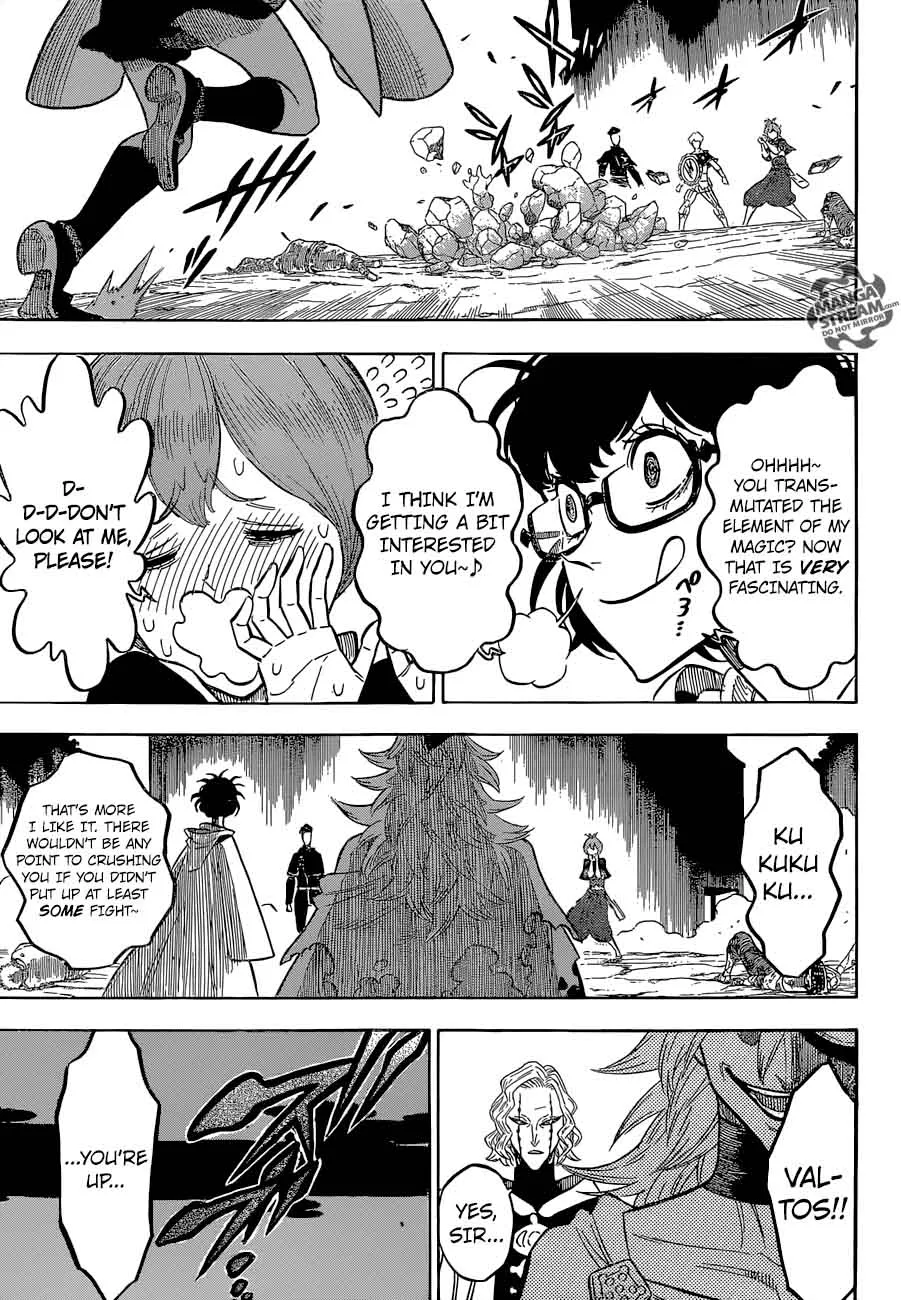 MANGA
STREAM.com
DO NOT MIRROR
OHHHH~
YOU TRANS-
MUTATED THE
ELEMENT OF MY
MAGIC? NOW
THAT IS VERY
FASCINATING.
I THINK I'M
GETTING A BIT
INTERESTED
IN YOU~♪
D-
D-D-DON'T
LOOK AT ME,
PLEASE!
KU
KUKU
KU...
THAT'S MORE
I LIKE IT. THERE
WOULDN'T BE ANY
POINT TO CRUSHING
YOU IF YOU DIDN'T
PUT UP AT LEAST
SOME FIGHT~
VAL-
TOS!!
YES,
SIR...
...YOU'RE
UP...